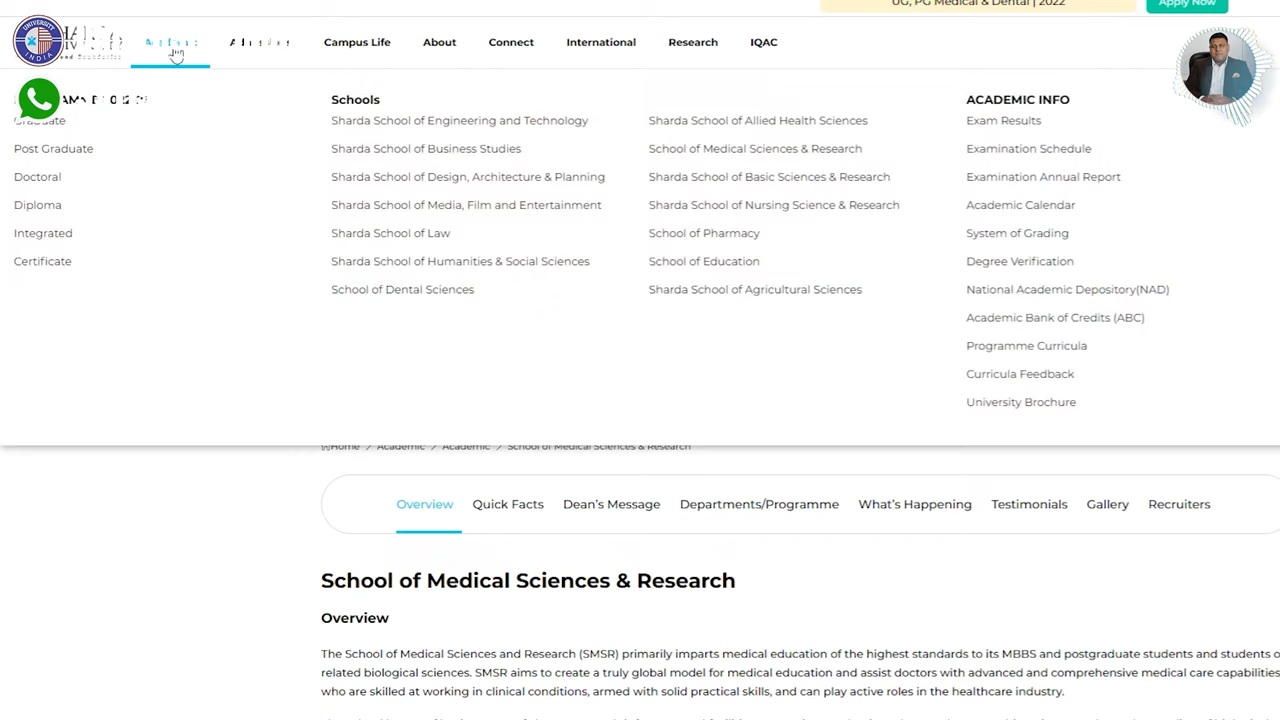 UG, PG Medical & Dental | 2022
Apply Now
UNIVERSITY
INDIA
Campus Life
About
Connect
International
Research
IQAC
Graduate
Post Graduate
Doctoral
Diploma
Integrated
Certificate
Schools
Sharda School of Engineering and Technology
Sharda School of Business Studies
Sharda School of Design, Architecture & Planning
Sharda School of Media, Film and Entertainment
Sharda School of Law
Sharda School of Humanities & Social Sciences
School of Dental Sciences
Sharda School of Allied Health Sciences
School of Medical Sciences & Research
Sharda School of Basic Sciences & Research
Sharda School of Nursing Science & Research
School of Pharmacy
School of Education
Sharda School of Agricultural Sciences
ACADEMIC INFO
Exam Results
Examination Schedule
Examination Annual Report
Academic Calendar
System of Grading
Degree Verification
National Academic Depository(NAD)
Academic Bank of Credits (ABC)
Programme Curricula
Curricula Feedback
University Brochure
Home / Academic / Academic / School of Medical Sciences & Research
Overview
Quick Facts
Dean's Message
Departments/Programme
What's Happening
Testimonials
Gallery
Recruiters
School of Medical Sciences & Research
Overview
The School of Medical Sciences and Research (SMSR) primarily imparts medical education of the highest standards to its MBBS and postgraduate students and students o
related biological sciences. SMSR aims to create a truly global model for medical education and assist doctors with advanced and comprehensive medical care capabilities
who are skilled at working in clinical conditions, armed with solid practical skills, and can play active roles in the healthcare industry.